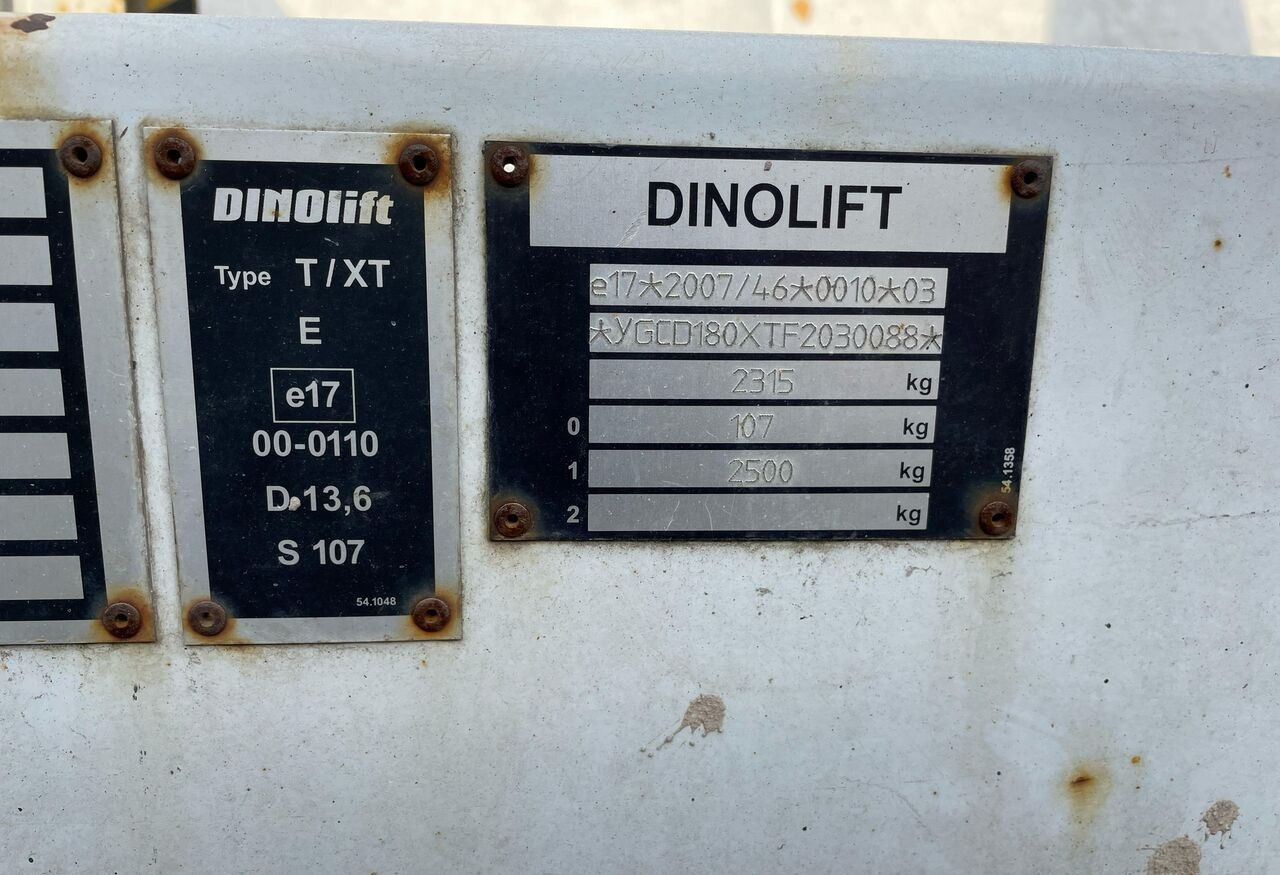 DINOlift
Type T/XT
E
e17
00-0110
D 13,6
S 107
54.1048
DINOLIFT
e17*2007/46*0010*03
*YGCD180XTF2030088*
2315 kg
0 107 kg
1 2500 kg
2 kg
54.1358